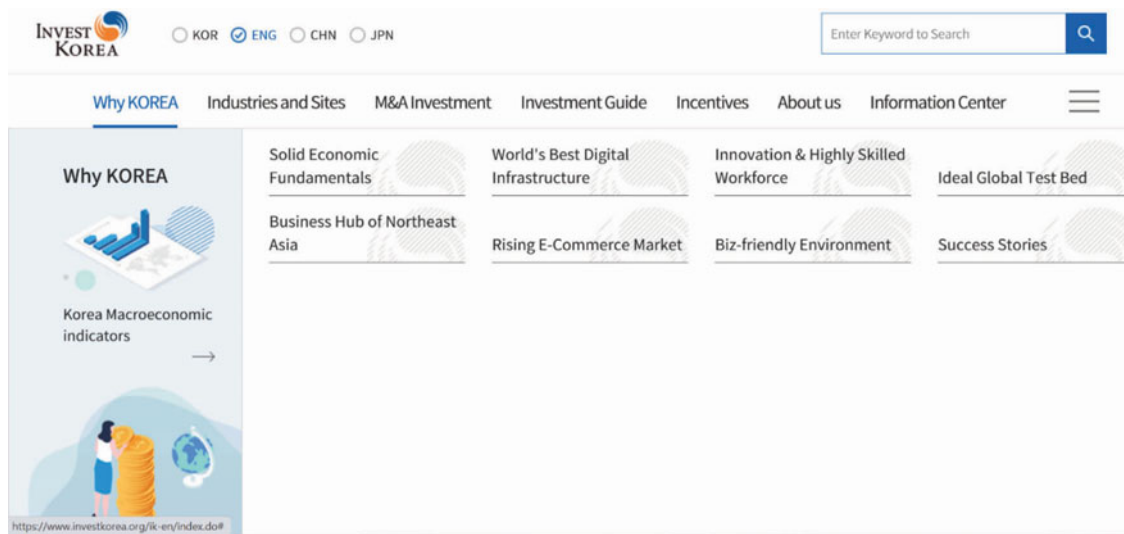 INVEST
KOREA
KOR ENG CHN JPN
Enter Keyword to Search
Why KOREA Industries and Sites M&A Investment Investment Guide Incentives About us Information Center
Why KOREA
Korea Macroeconomic
indicators
Solid Economic
Fundamentals
World's Best Digital
Infrastructure
Innovation & Highly Skilled
Workforce
Ideal Global Test Bed
Business Hub of Northeast
Asia
Rising E-Commerce Market
Biz-friendly Environment
Success Stories
https://www.investkorea.org/ik-en/index.do#